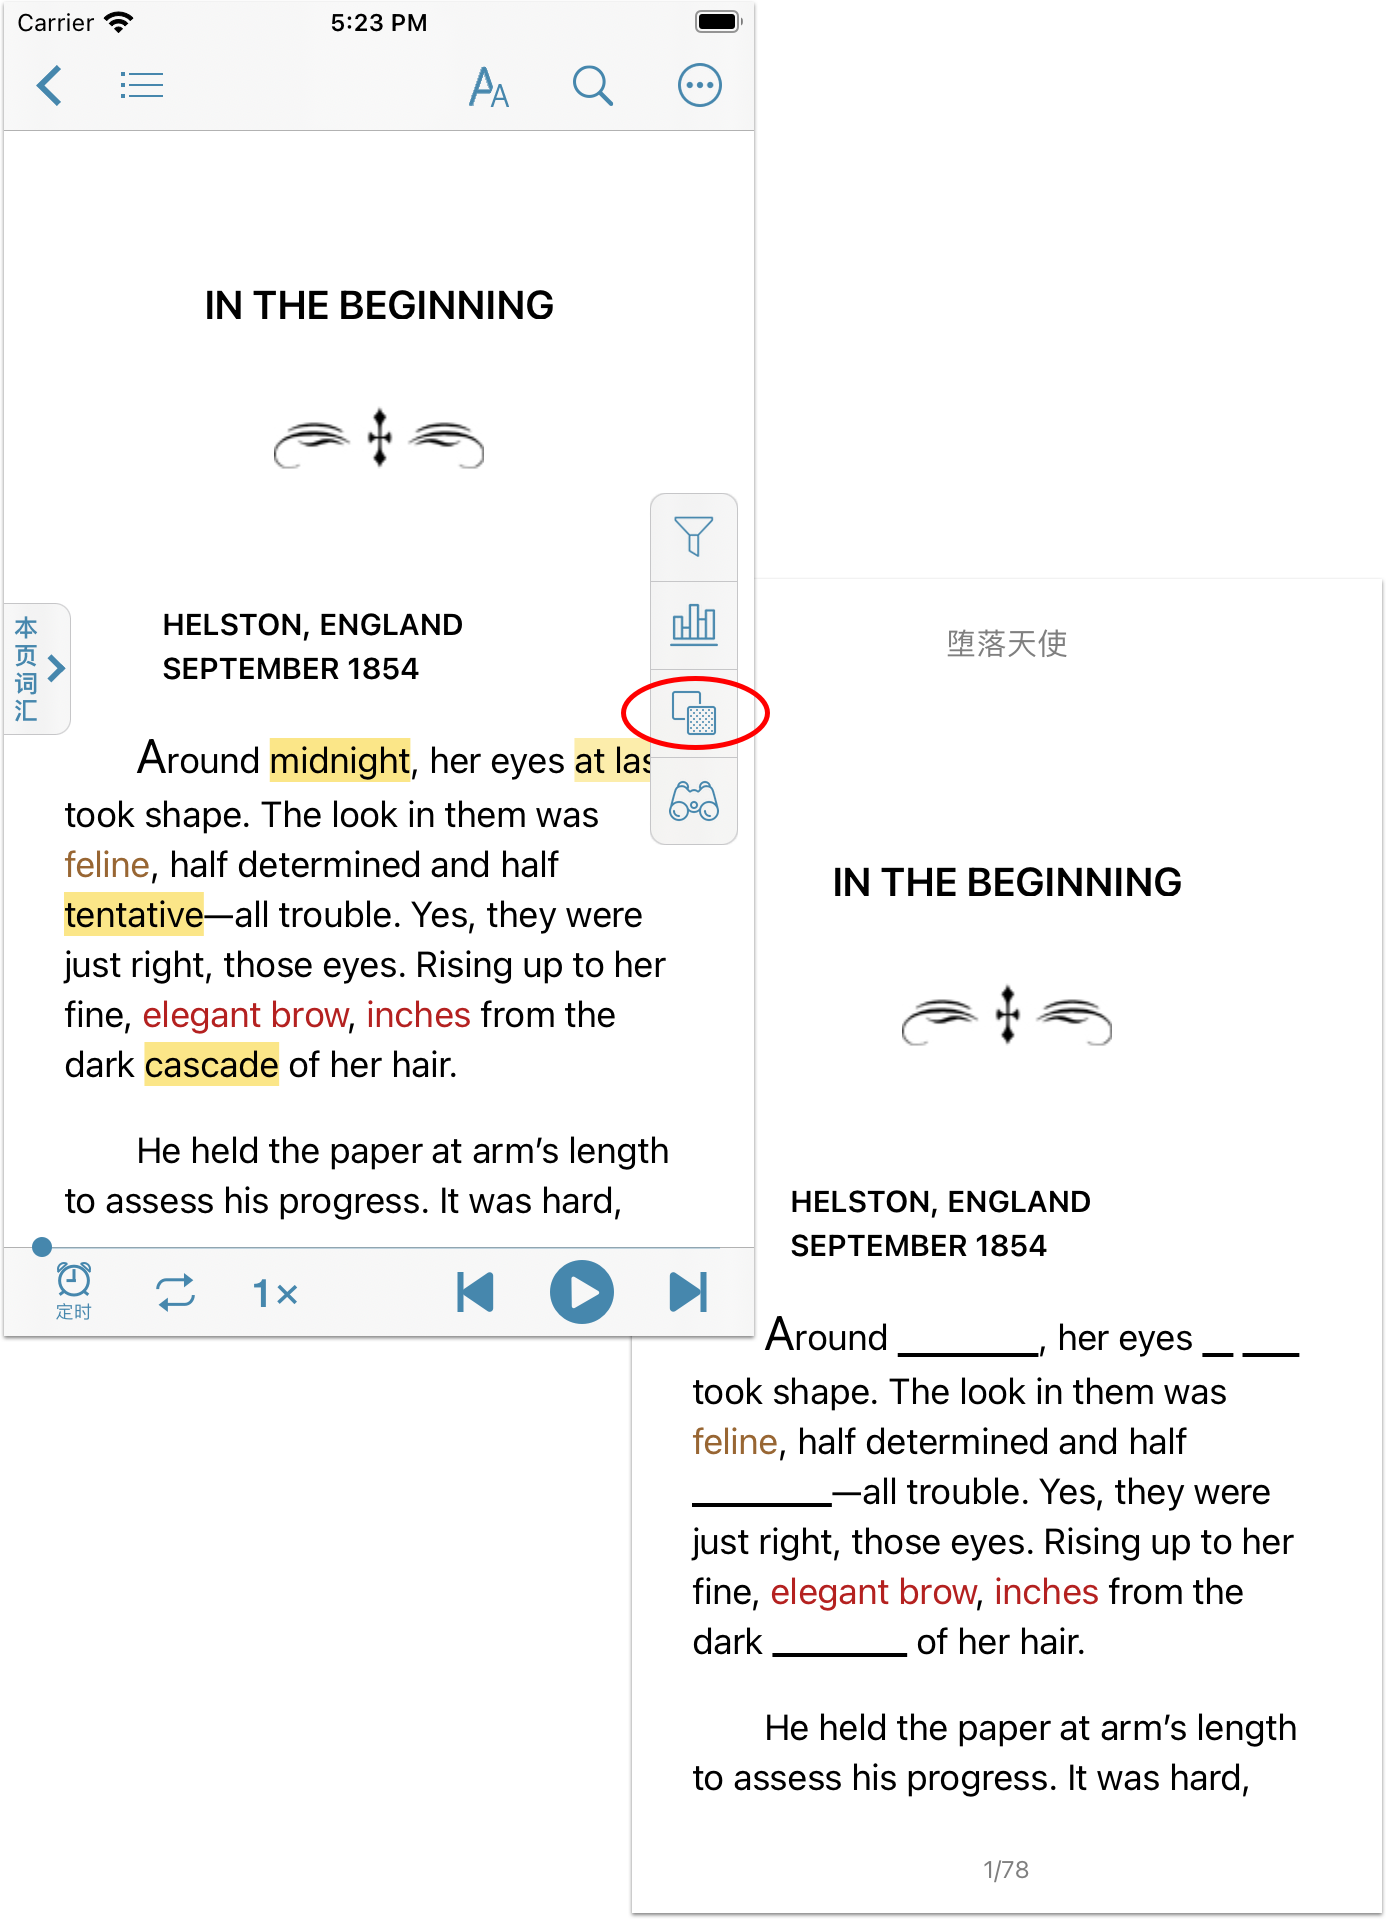 Carrier
5:23 PM
AA
IN THE BEGINNING
本页词汇
HELSTON, ENGLAND
SEPTEMBER 1854
Around midnight, her eyes at las
took shape. The look in them was
feline, half determined and half
tentative—all trouble. Yes, they were
just right, those eyes. Rising up to her
fine, elegant brow, inches from the
dark cascade of her hair.
He held the paper at arm’s length
to assess his progress. It was hard,
定时
1×
堕落天使
IN THE BEGINNING
HELSTON, ENGLAND
SEPTEMBER 1854
Around ________, her eyes __ ___
took shape. The look in them was
feline, half determined and half
________—all trouble. Yes, they were
just right, those eyes. Rising up to her
fine, elegant brow, inches from the
dark ________ of her hair.
He held the paper at arm’s length
to assess his progress. It was hard,
1/78